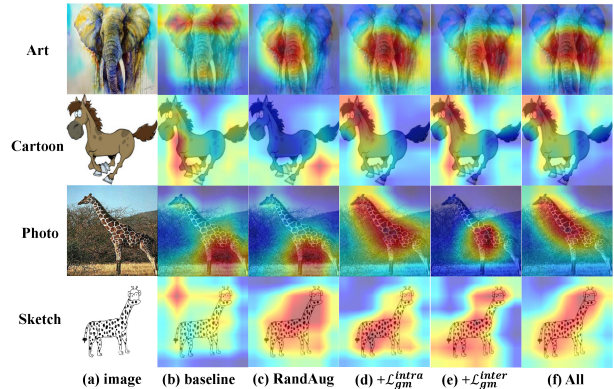 Art
Cartoon
Photo
Sketch
(a) image (b) baseline (c) RandAug (d) +ℒ_gm^intra (e) +ℒ_gm^inter (f) All